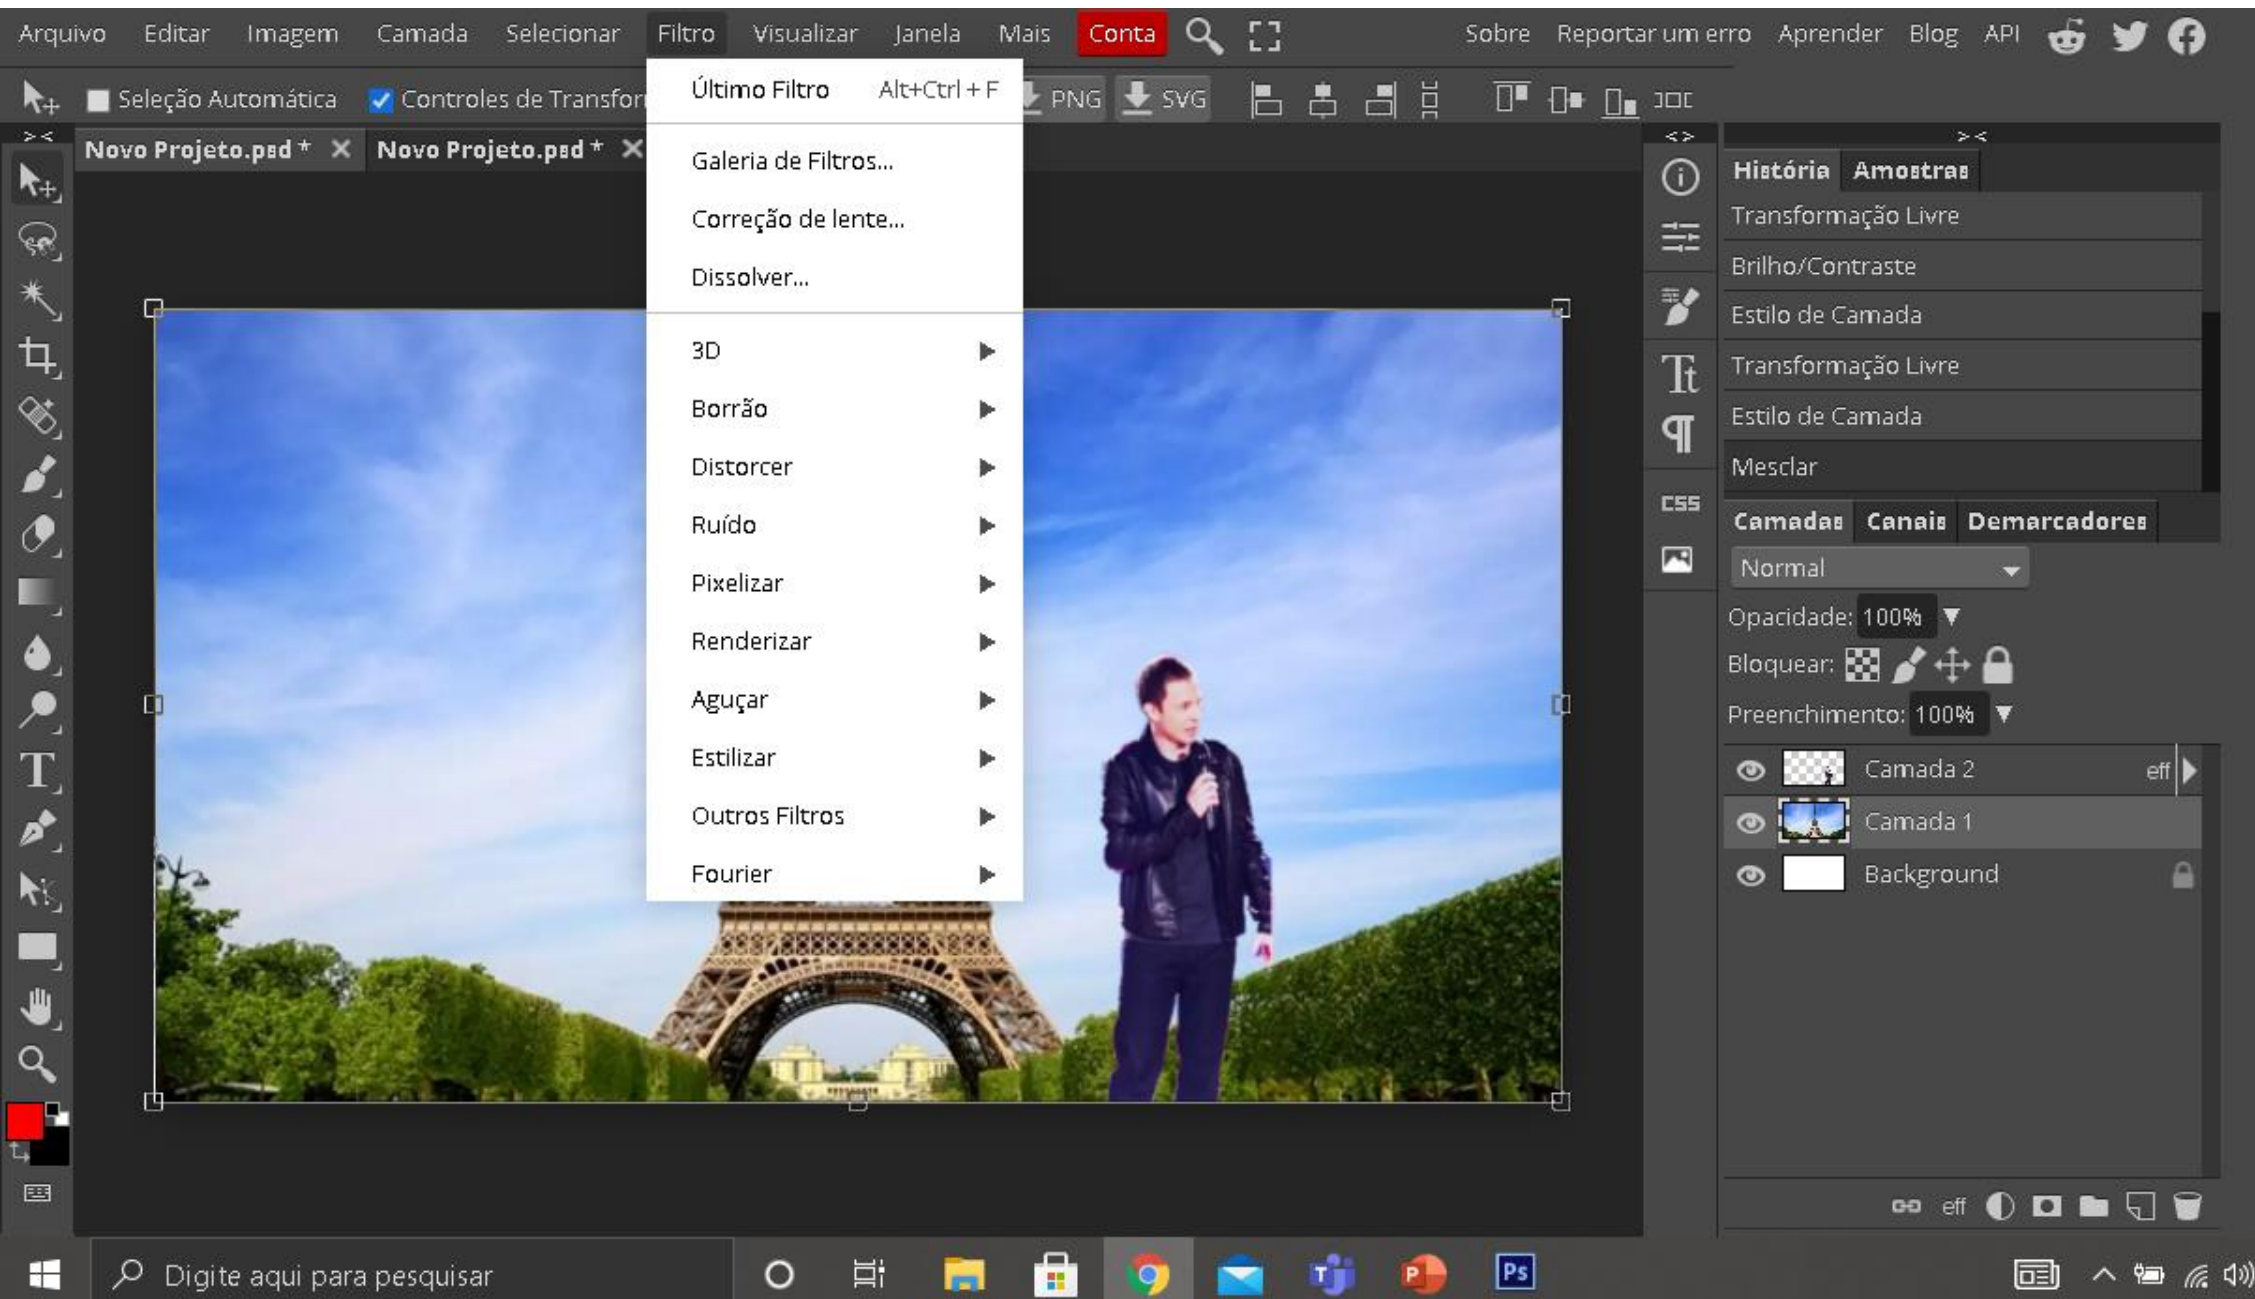 Arquivo Editar Imagem Camada Selecionar Filtro Visualizar Janela Mais Conta Sobre Reportar um erro Aprender Blog API
Seleção Automática Controles de Transfor PNG SVG
Novo Projeto.psd * Novo Projeto.psd *
Último Filtro Alt+Ctrl + F
Galeria de Filtros...
Correção de lente...
Dissolver...
3D
Borrão
Distorcer
Ruído
Pixelizar
Renderizar
Aguçar
Estilizar
Outros Filtros
Fourier
CSS
História Amostras
Transformação Livre
Brilho/Contraste
Estilo de Camada
Transformação Livre
Estilo de Camada
Mesclar
Camadas Canais Demarcadores
Normal
Opacidade: 100%
Bloquear:
Preenchimento: 100%
Camada 2 eff
Camada 1
Background
eff
Digite aqui para pesquisar
Ps